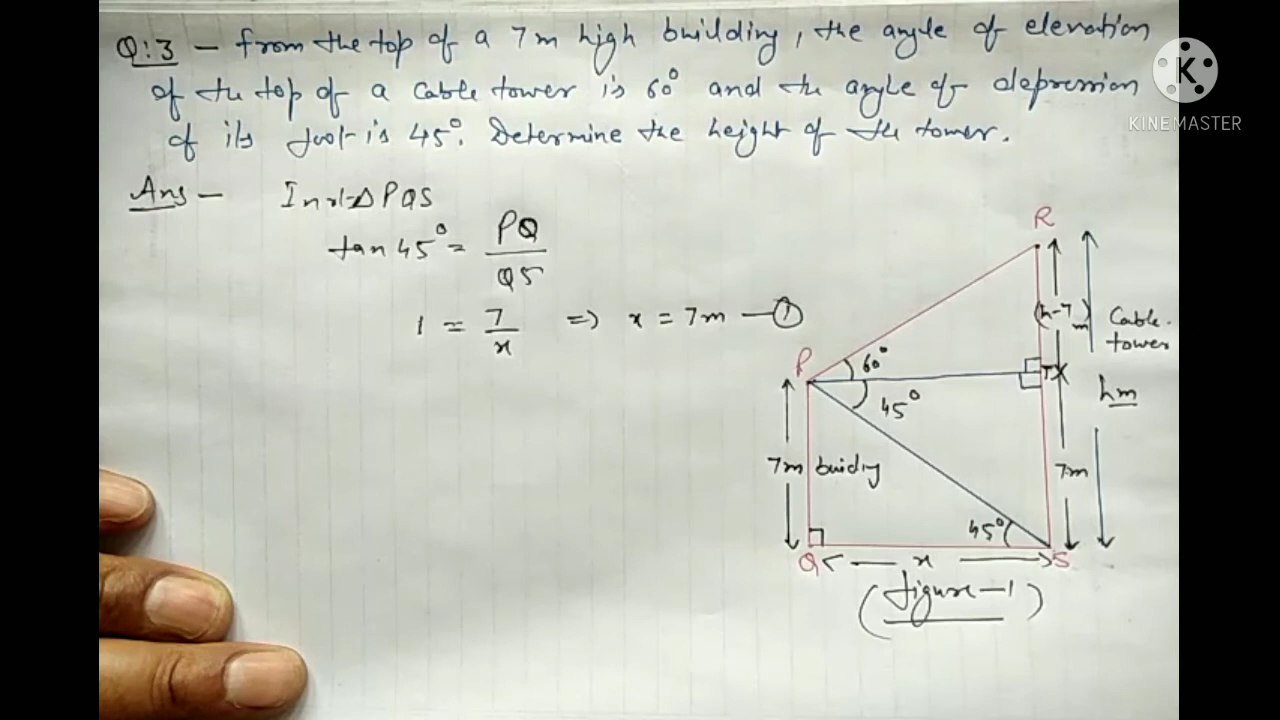 Q:3 - from the top of a 7m high building, the angle of elevation
of the top of a cable tower is 60° and the angle of depression
of its foot is 45°. Determine the height of the tower.
K
KINEMASTER
Ans - In rt∆ PQS
tan 45° = PQ / QS
1 = 7 / x => x = 7m - ①
R
(h-7)m
Cable
tower
P
60°
45°
hm
7m buidig
7m
45°
Q x S
(figure-1)